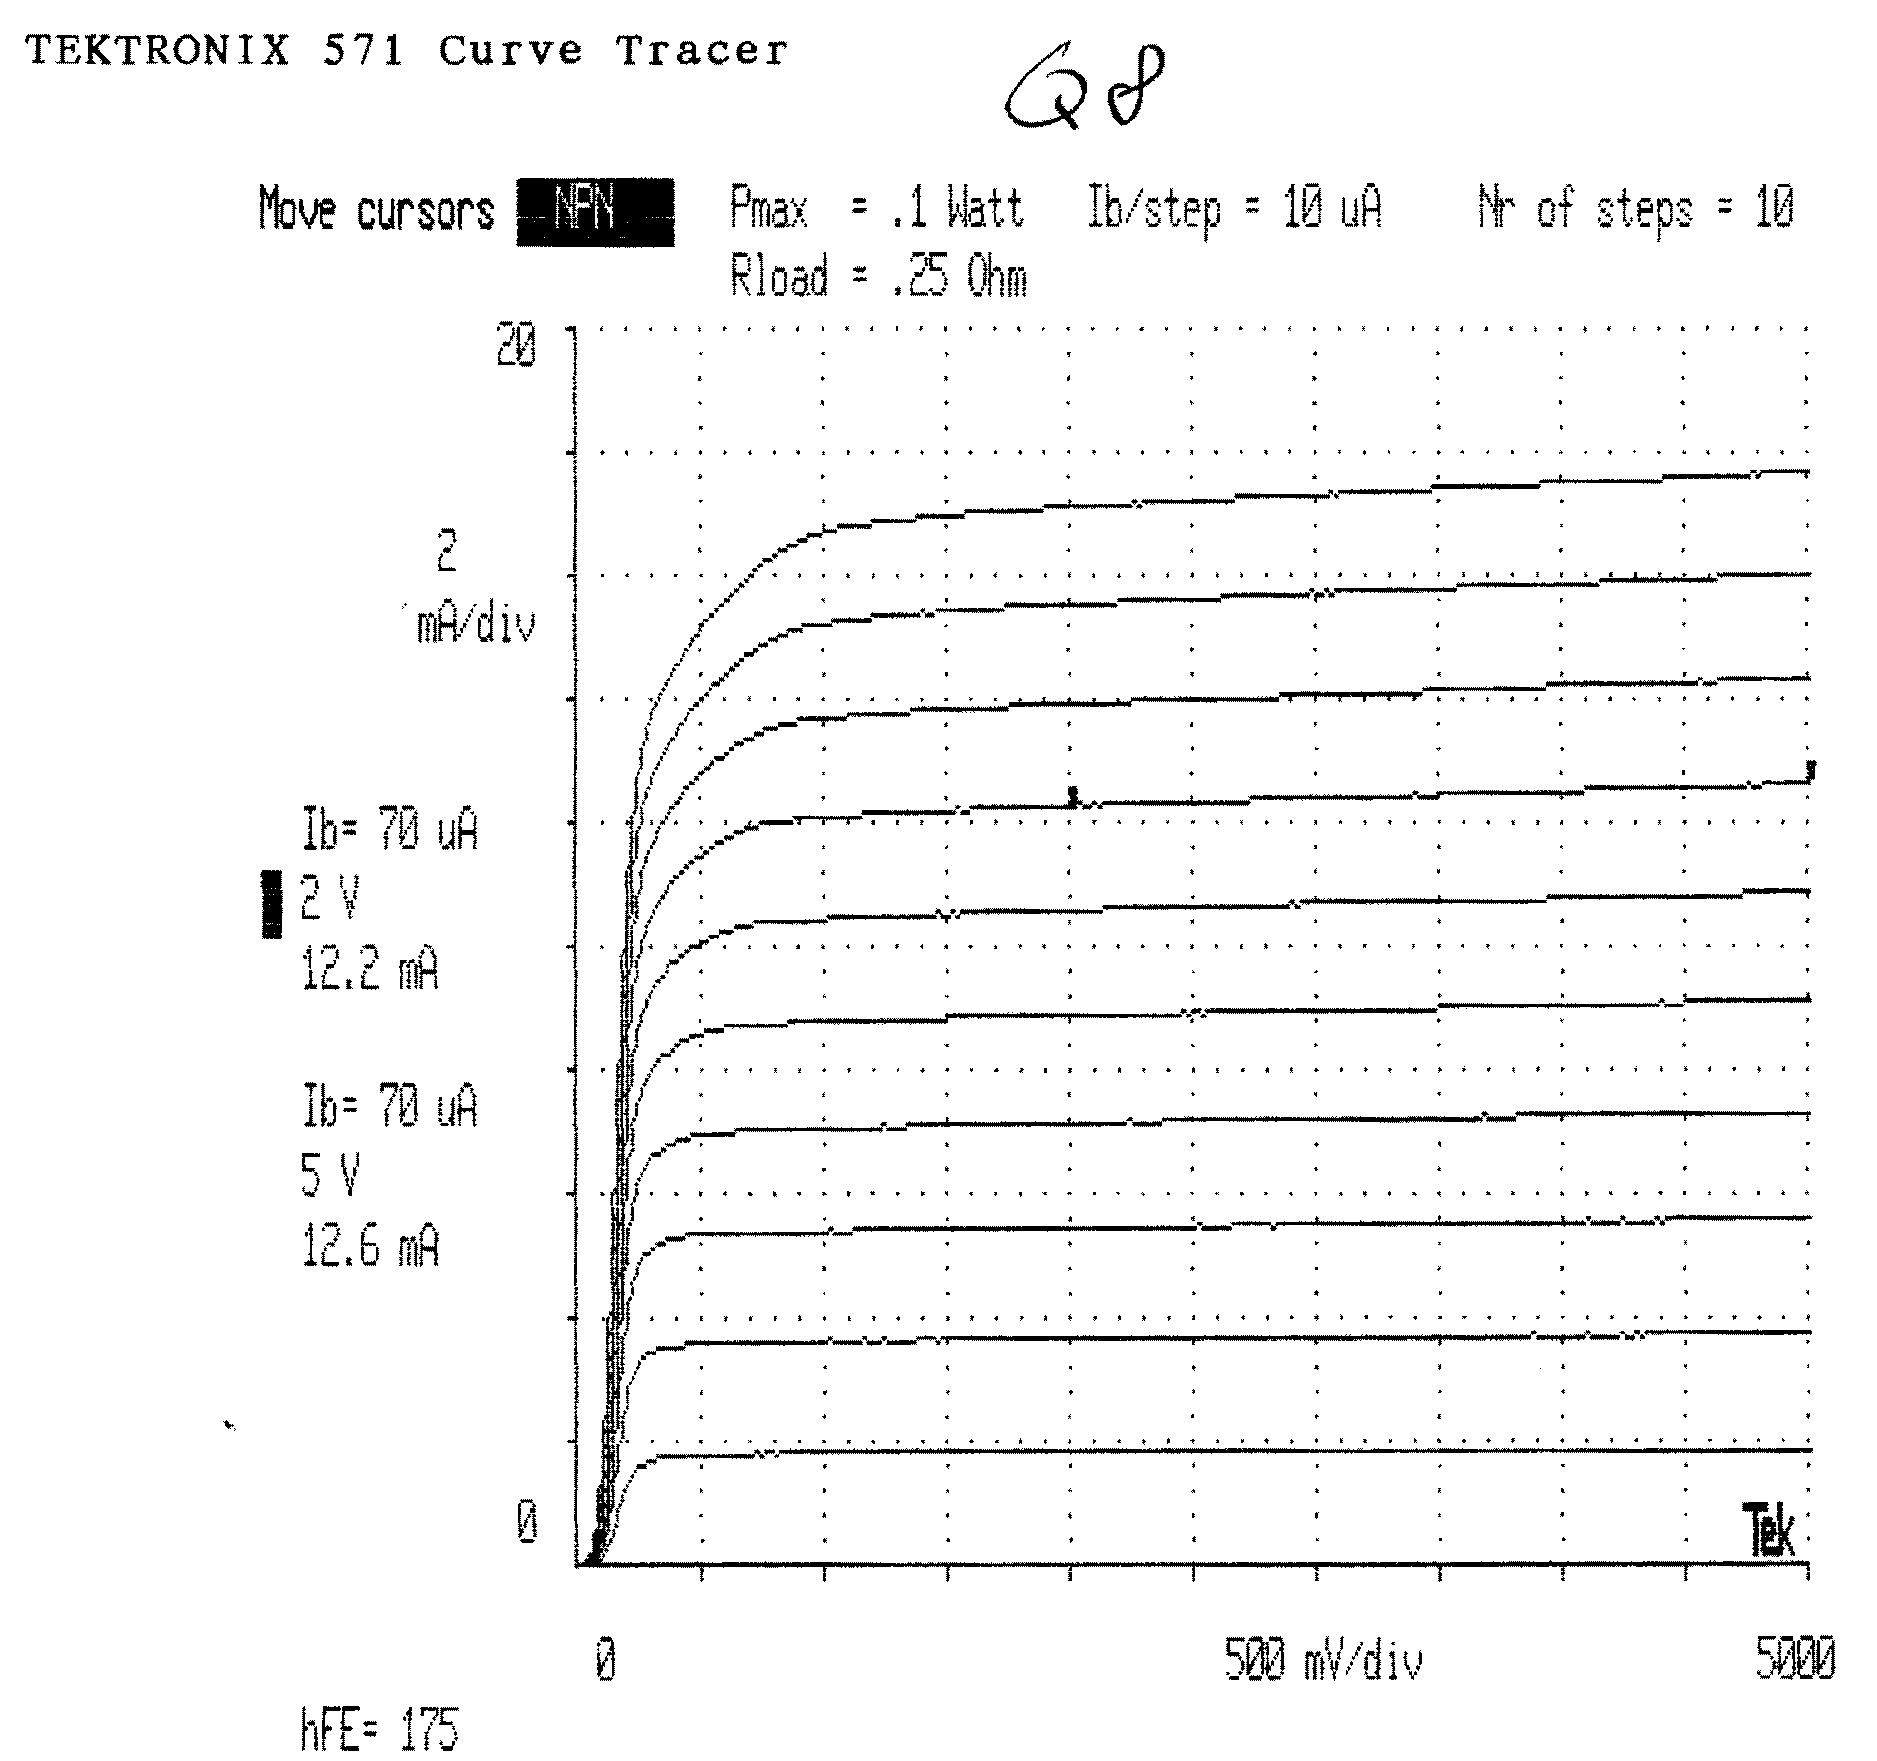 TEKTRONIX 571 Curve Tracer
Q8
Move cursors NPN Pmax = .1 Watt Ib/step = 10 uA Nr of steps = 10
Rload = .25 Ohm
20
2
mA/div
Ib= 70 uA
2 V
12.2 mA
Ib= 70 uA
5 V
12.6 mA
0
Tek
0 500 mV/div 5000
hFE= 175